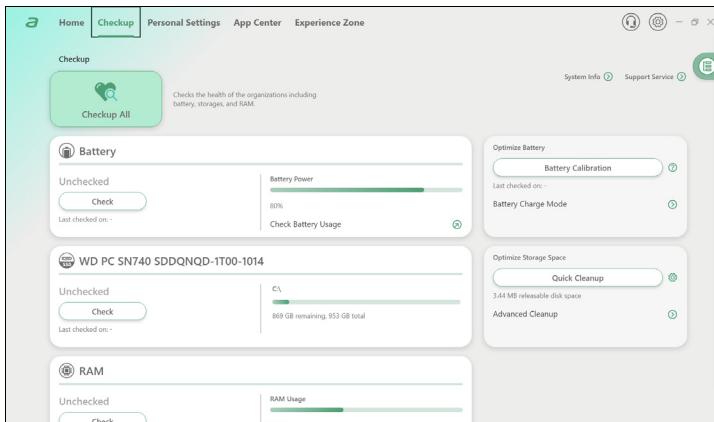 a
Home Checkup Personal Settings App Center Experience Zone
Checkup
System Info Support Service
Checkup All
Checks the health of the organizations including
battery, storages, and RAM.
Battery
Unchecked
Check
Last checked on: -
Battery Power
80%
Check Battery Usage
Optimize Battery
Battery Calibration
?
Last checked on: -
Battery Charge Mode
WD PC SN740 SDDQNQD-1T00-1014
Unchecked
Check
Last checked on: -
C:\
869 GB remaining, 953 GB total
Optimize Storage Space
Quick Cleanup
3.44 MB releasable disk space
Advanced Cleanup
RAM
Unchecked
Check
RAM Usage